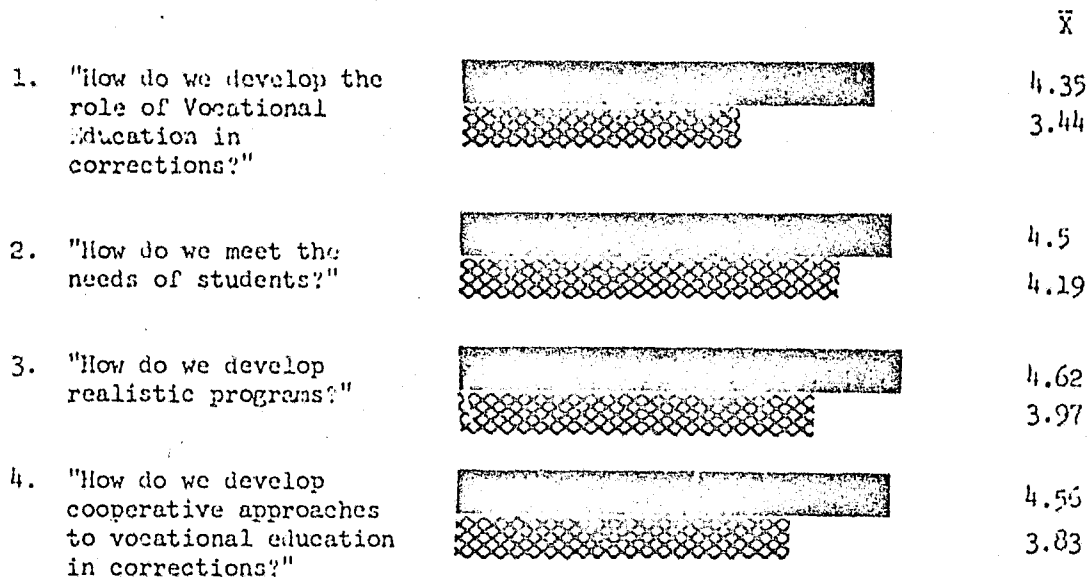 X̄
1. "How do we develop the 4.35
role of Vocational 3.44
Education in
corrections?"
2. "How do we meet the 4.5
needs of students?" 4.19
3. "How do we develop 4.62
realistic programs?" 3.97
4. "How do we develop
cooperative approaches 4.56
to vocational education 3.83
in corrections?"